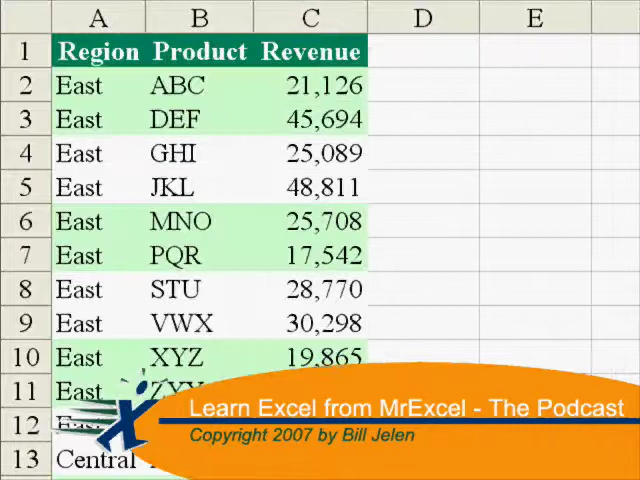 A B C D E
1 Region Product Revenue
2 East ABC 21,126
3 East DEF 45,694
4 East GHI 25,089
5 East JKL 48,811
6 East MNO 25,708
7 East PQR 17,542
8 East STU 28,770
9 East VWX 30,298
10 East XYZ 19,865
11 East
12 East
13 Central
Learn Excel from MrExcel - The Podcast
Copyright 2007 by Bill Jelen